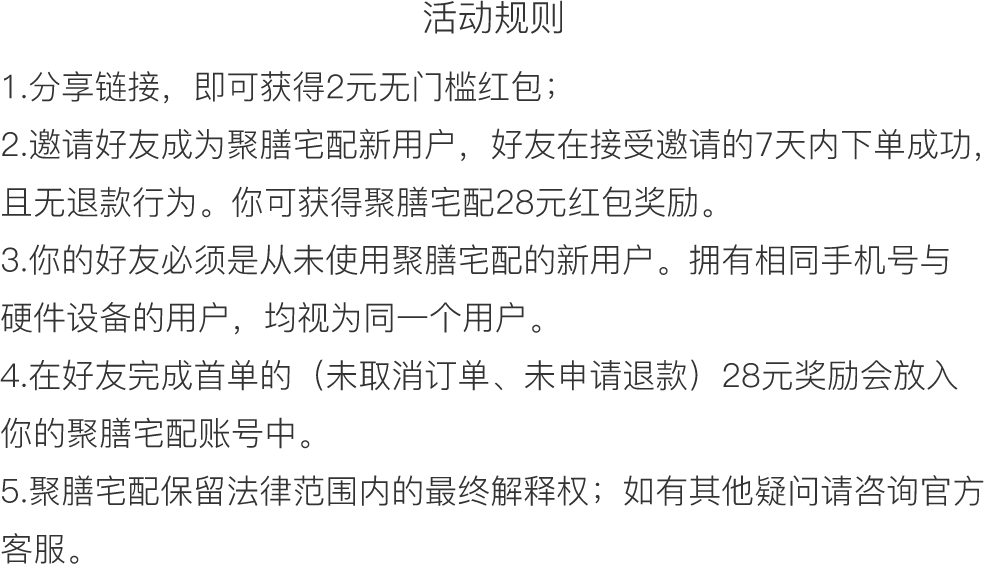 活动规则
1.分享链接，即可获得2元无门槛红包；
2.邀请好友成为聚膳宅配新用户，好友在接受邀请的7天内下单成功，
且无退款行为。你可获得聚膳宅配28元红包奖励。
3.你的好友必须是从未使用聚膳宅配的新用户。拥有相同手机号与
硬件设备的用户，均视为同一个用户。
4.在好友完成首单的（未取消订单、未申请退款）28元奖励会放入
你的聚膳宅配账号中。
5.聚膳宅配保留法律范围内的最终解释权；如有其他疑问请咨询官方
客服。